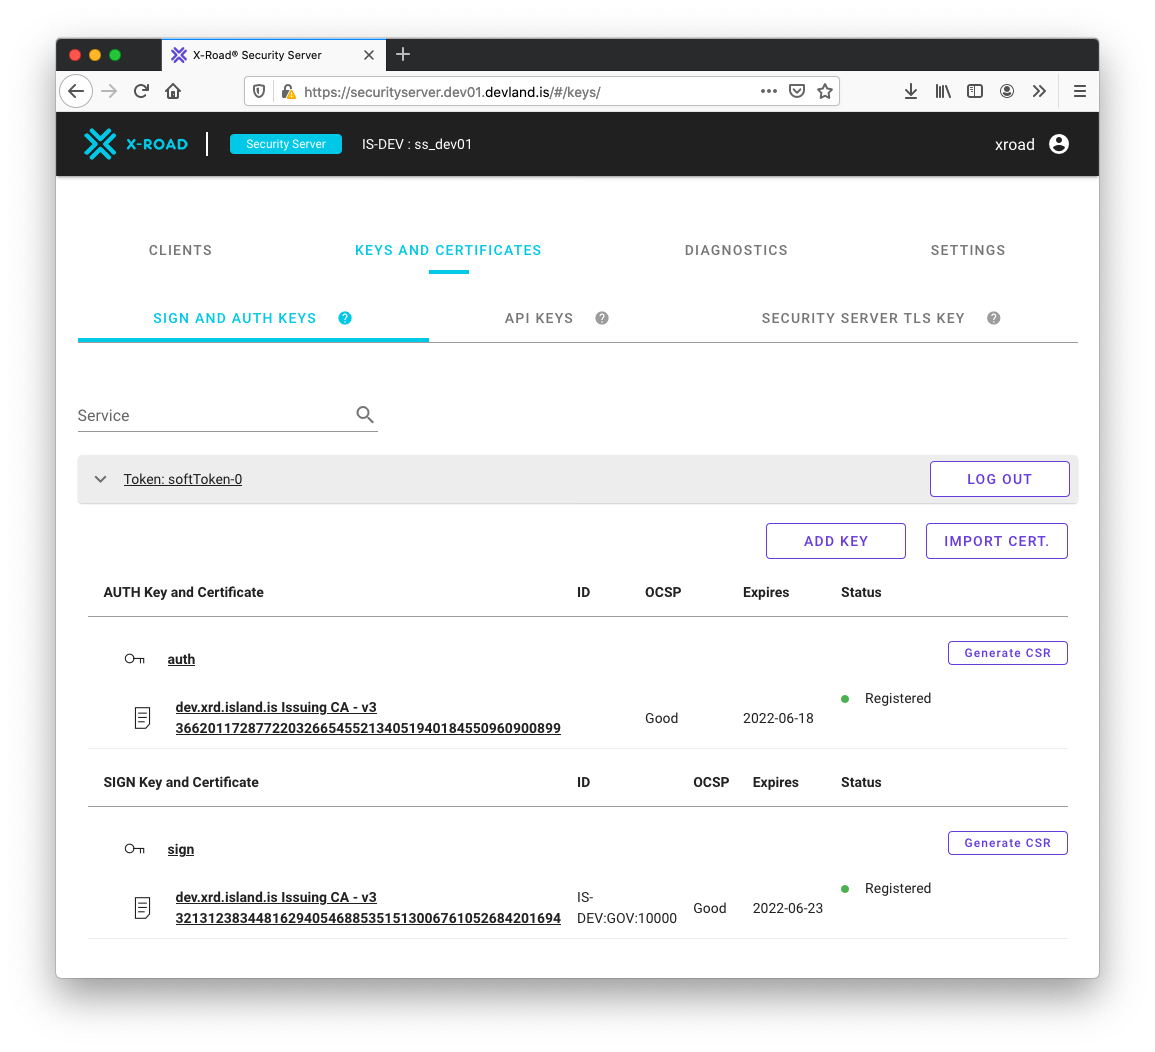 X-Road® Security Server
https://securityserver.dev01.devland.is/#/keys/
X-ROAD Security Server IS-DEV : ss_dev01 xroad
CLIENTS KEYS AND CERTIFICATES DIAGNOSTICS SETTINGS
SIGN AND AUTH KEYS ? API KEYS ? SECURITY SERVER TLS KEY ?
Service
Token: softToken-0 LOG OUT
ADD KEY IMPORT CERT.
AUTH Key and Certificate ID OCSP Expires Status
auth Generate CSR
dev.xrd.island.is Issuing CA - v3
366201172877220326654552134051940184550960900899 Good 2022-06-18 Registered
SIGN Key and Certificate ID OCSP Expires Status
sign Generate CSR
dev.xrd.island.is Issuing CA - v3
321312383448162940546885351513006761052684201694 IS-
DEV:GOV:10000 Good 2022-06-23 Registered